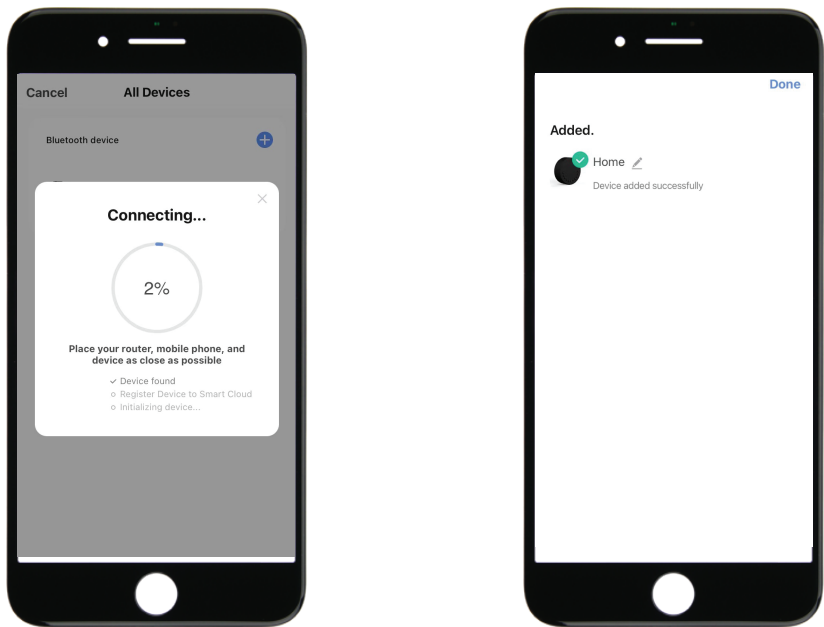 Cancel All Devices
Bluetooth device
Connecting...
2%
Place your router, mobile phone, and
device as close as possible
Device found
Register Device to Smart Cloud
Initializing device...
Done
Added.
Home
Device added successfully